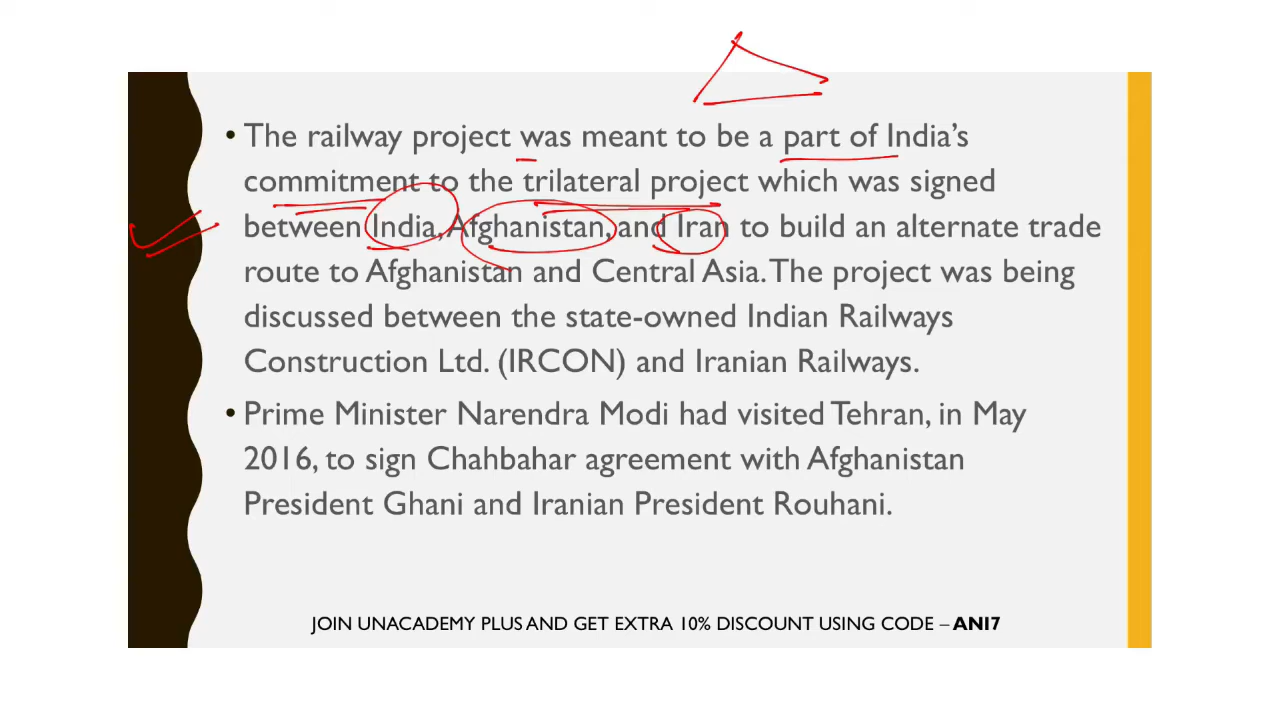 • The railway project was meant to be a part of India's
commitment to the trilateral project which was signed
between India, Afghanistan, and Iran to build an alternate trade
route to Afghanistan and Central Asia. The project was being
discussed between the state-owned Indian Railways
Construction Ltd. (IRCON) and Iranian Railways.
• Prime Minister Narendra Modi had visited Tehran, in May
2016, to sign Chahbahar agreement with Afghanistan
President Ghani and Iranian President Rouhani.
JOIN UNACADEMY PLUS AND GET EXTRA 10% DISCOUNT USING CODE – AN17